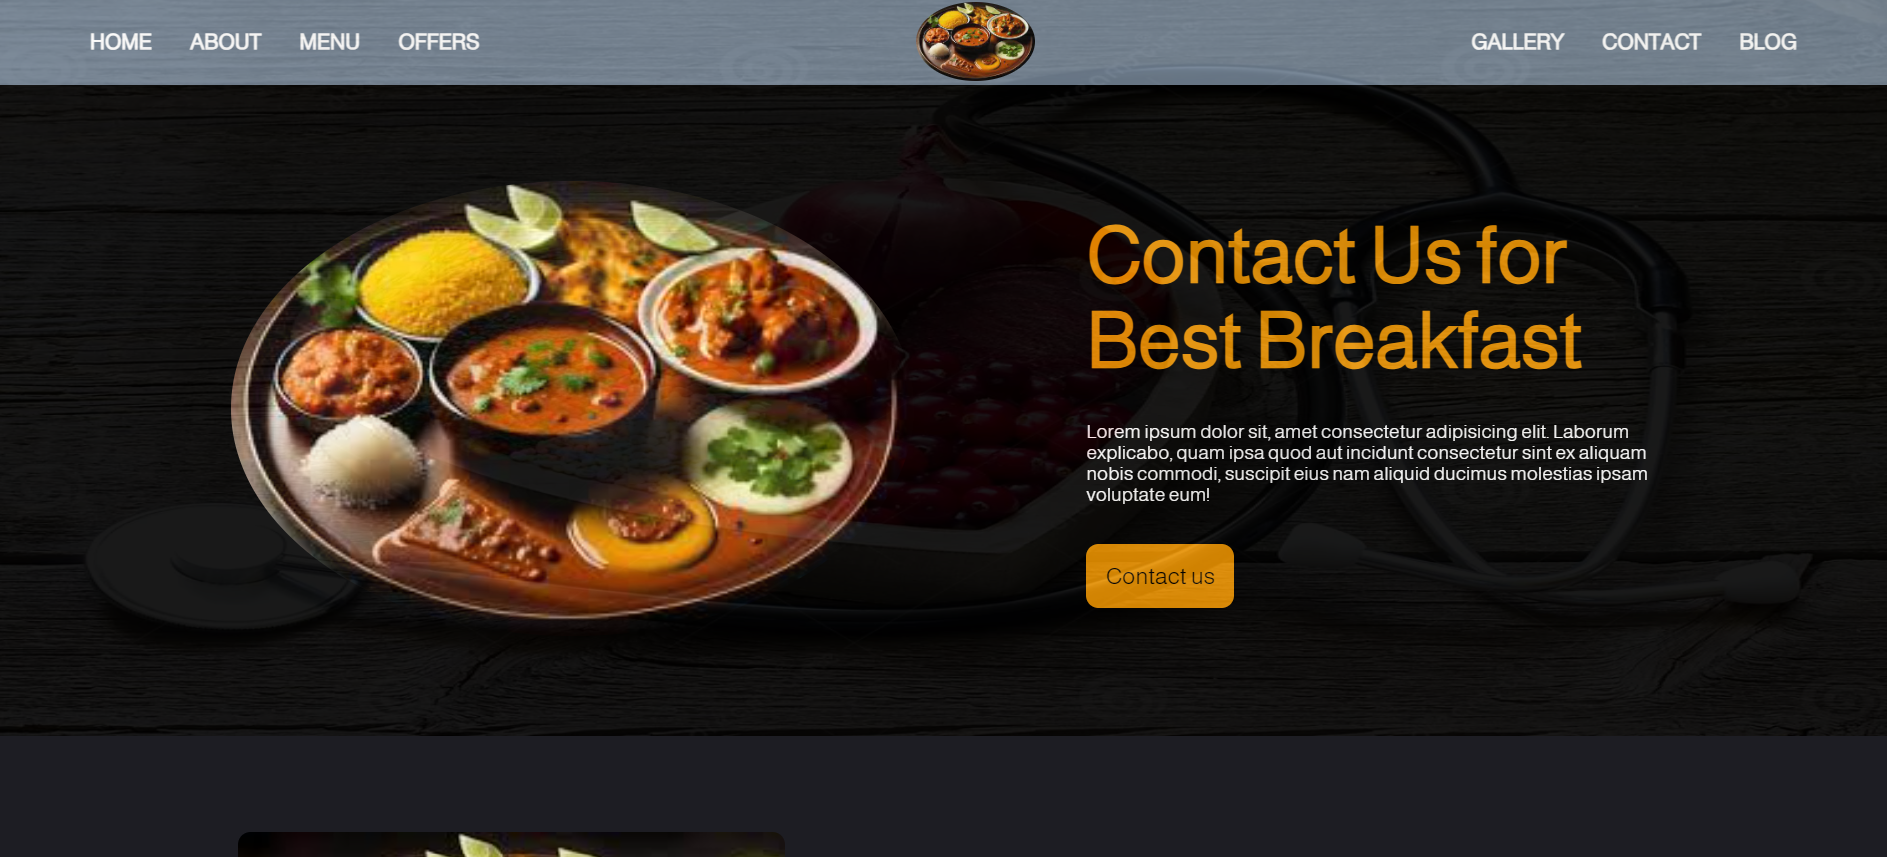 HOME ABOUT MENU OFFERS GALLERY CONTACT BLOG
Contact Us for
Best Breakfast
Lorem ipsum dolor sit, amet consectetur adipisicing elit. Laborum
explicabo, quam ipsa quod aut incidunt consectetur sint ex aliquam
nobis commodi, suscipit eius nam aliquid ducimus molestias ipsam
voluptate eum!
Contact us